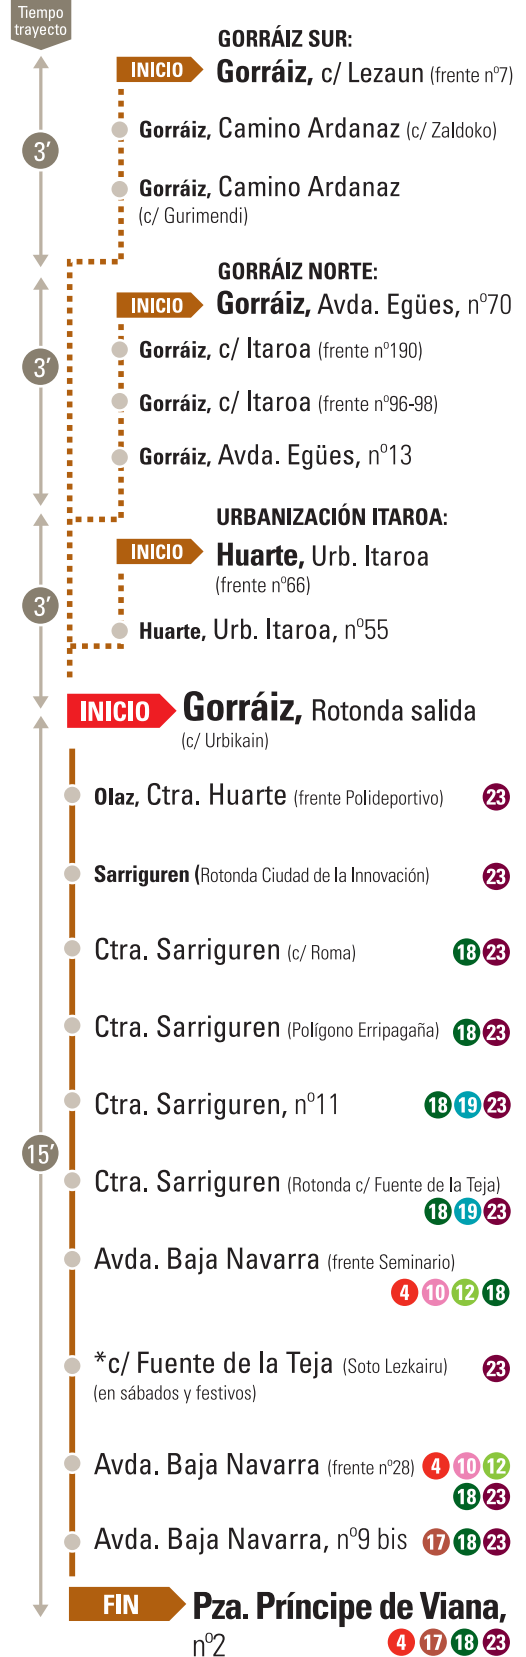 Tiempo
trayecto
GORRÁIZ SUR:
INICIO Gorráiz, c/ Lezaun (frente nº7)
Gorráiz, Camino Ardanaz (c/ Zaldoko)
3’
Gorráiz, Camino Ardanaz
(c/ Gurimendi)
GORRÁIZ NORTE:
INICIO Gorráiz, Avda. Egües, nº70
Gorráiz, c/ Itaroa (frente nº190)
3’
Gorráiz, c/ Itaroa (frente nº96-98)
Gorráiz, Avda. Egües, nº13
URBANIZACIÓN ITAROA:
INICIO Huarte, Urb. Itaroa
(frente nº66)
3’
Huarte, Urb. Itaroa, nº55
INICIO Gorráiz, Rotonda salida
(c/ Urbikain)
Olaz, Ctra. Huarte (frente Polideportivo) 23
Sarriguren (Rotonda Ciudad de la Innovación) 23
Ctra. Sarriguren (c/ Roma) 18 23
Ctra. Sarriguren (Polígono Erripagaña) 18 23
Ctra. Sarriguren, nº11 18 19 23
15’
Ctra. Sarriguren (Rotonda c/ Fuente de la Teja)
18 19 23
Avda. Baja Navarra (frente Seminario)
4 10 12 18
*c/ Fuente de la Teja (Soto Lezkairu) 23
(en sábados y festivos)
Avda. Baja Navarra (frente nº28) 4 10 12
18 23
Avda. Baja Navarra, nº9 bis 17 18 23
FIN Pza. Príncipe de Viana,
nº2 4 17 18 23